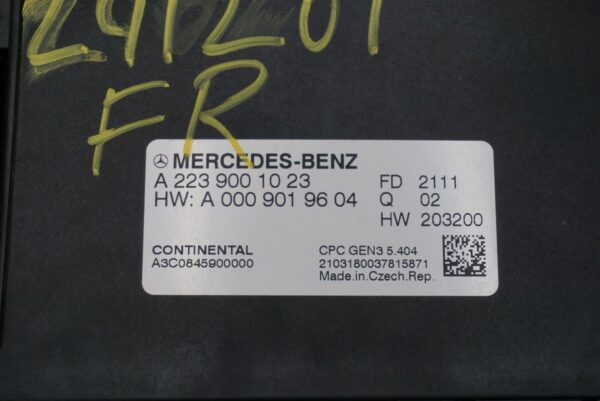 FR
MERCEDES-BENZ
A 223 900 10 23
HW: A 000 901 96 04
FD 2111
Q 02
HW 203200
CONTINENTAL
A3C0845900000
CPC GEN3 5.404
2103180037815871
Made.in.Czech.Rep.